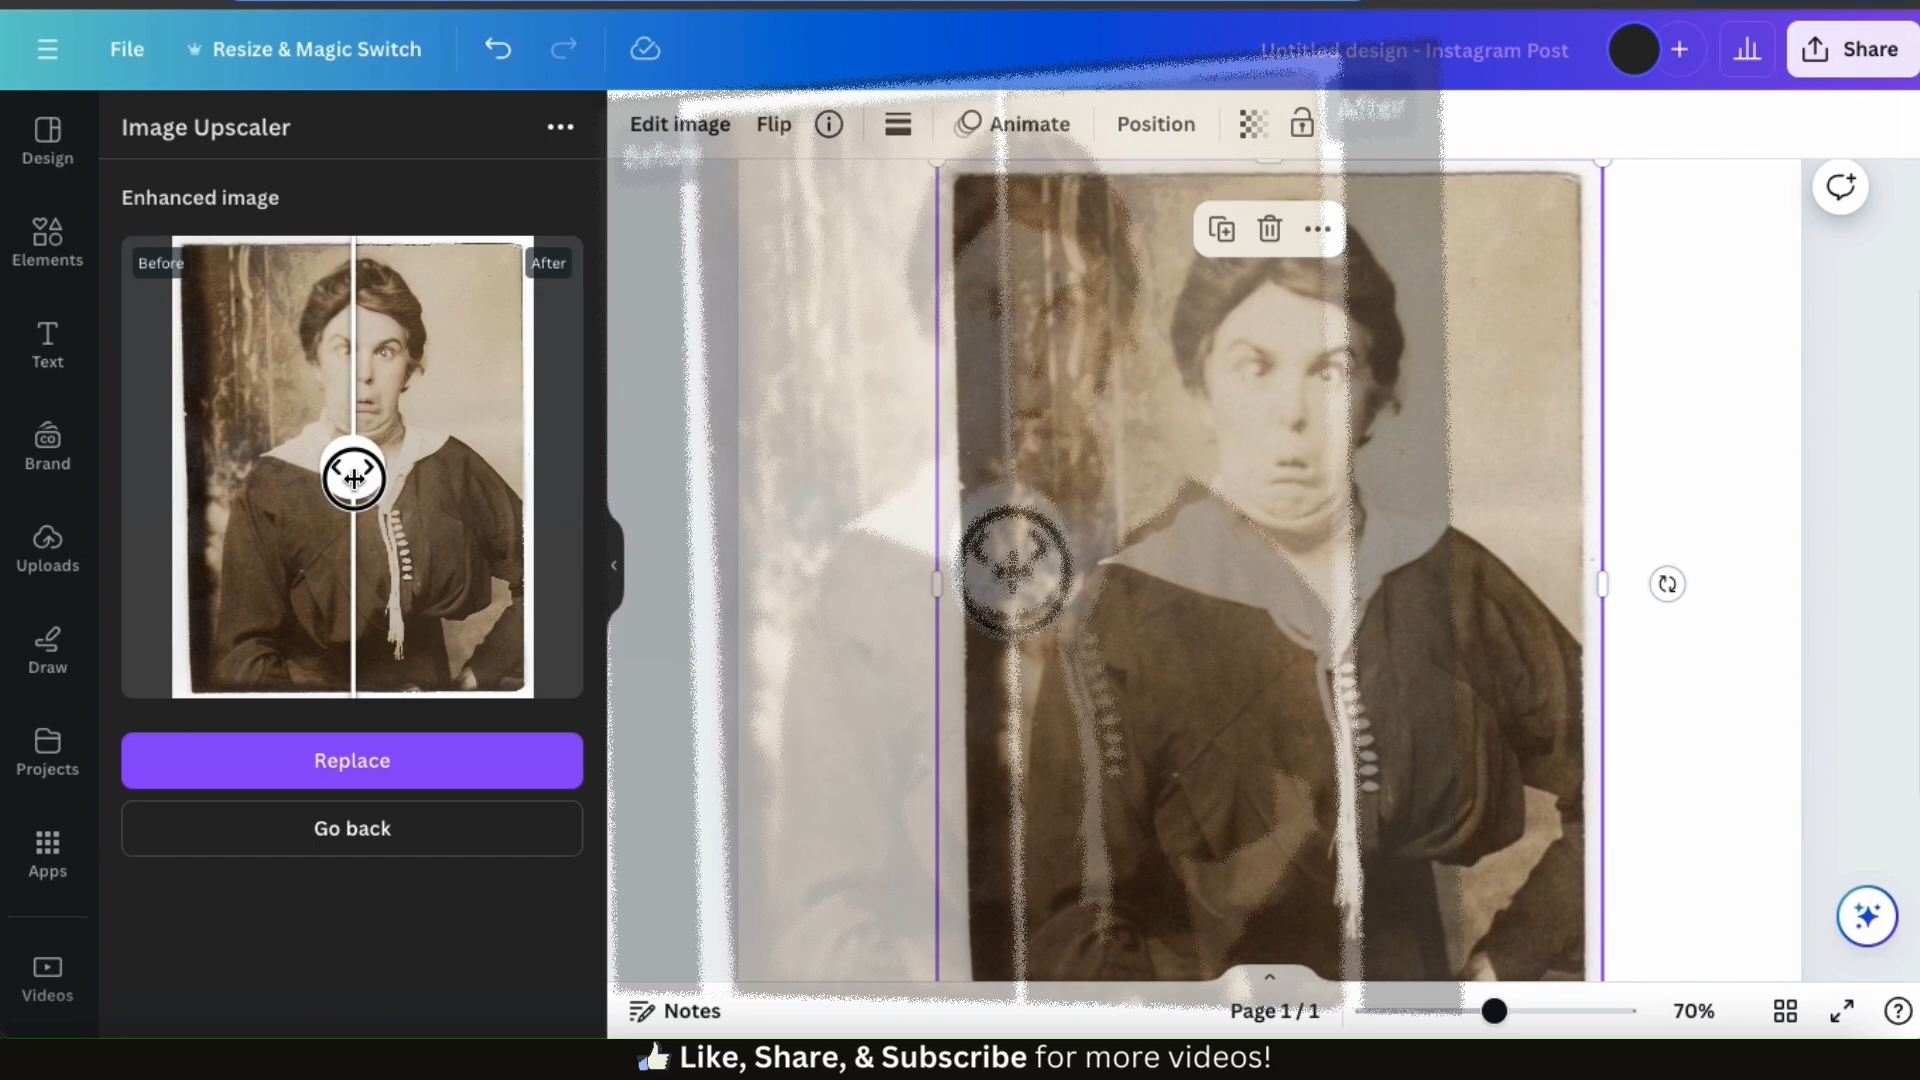 File
Resize & Magic Switch
Untitled design - Instagram Post
Share
Design
Elements
Text
Brand
Uploads
Draw
Projects
Apps
Videos
Image Upscaler
Enhanced image
Before
After
Replace
Go back
Edit image
Flip
Animate
Position
Before
After
Notes
Page 1 / 1
70%
Like, Share, & Subscribe for more videos!